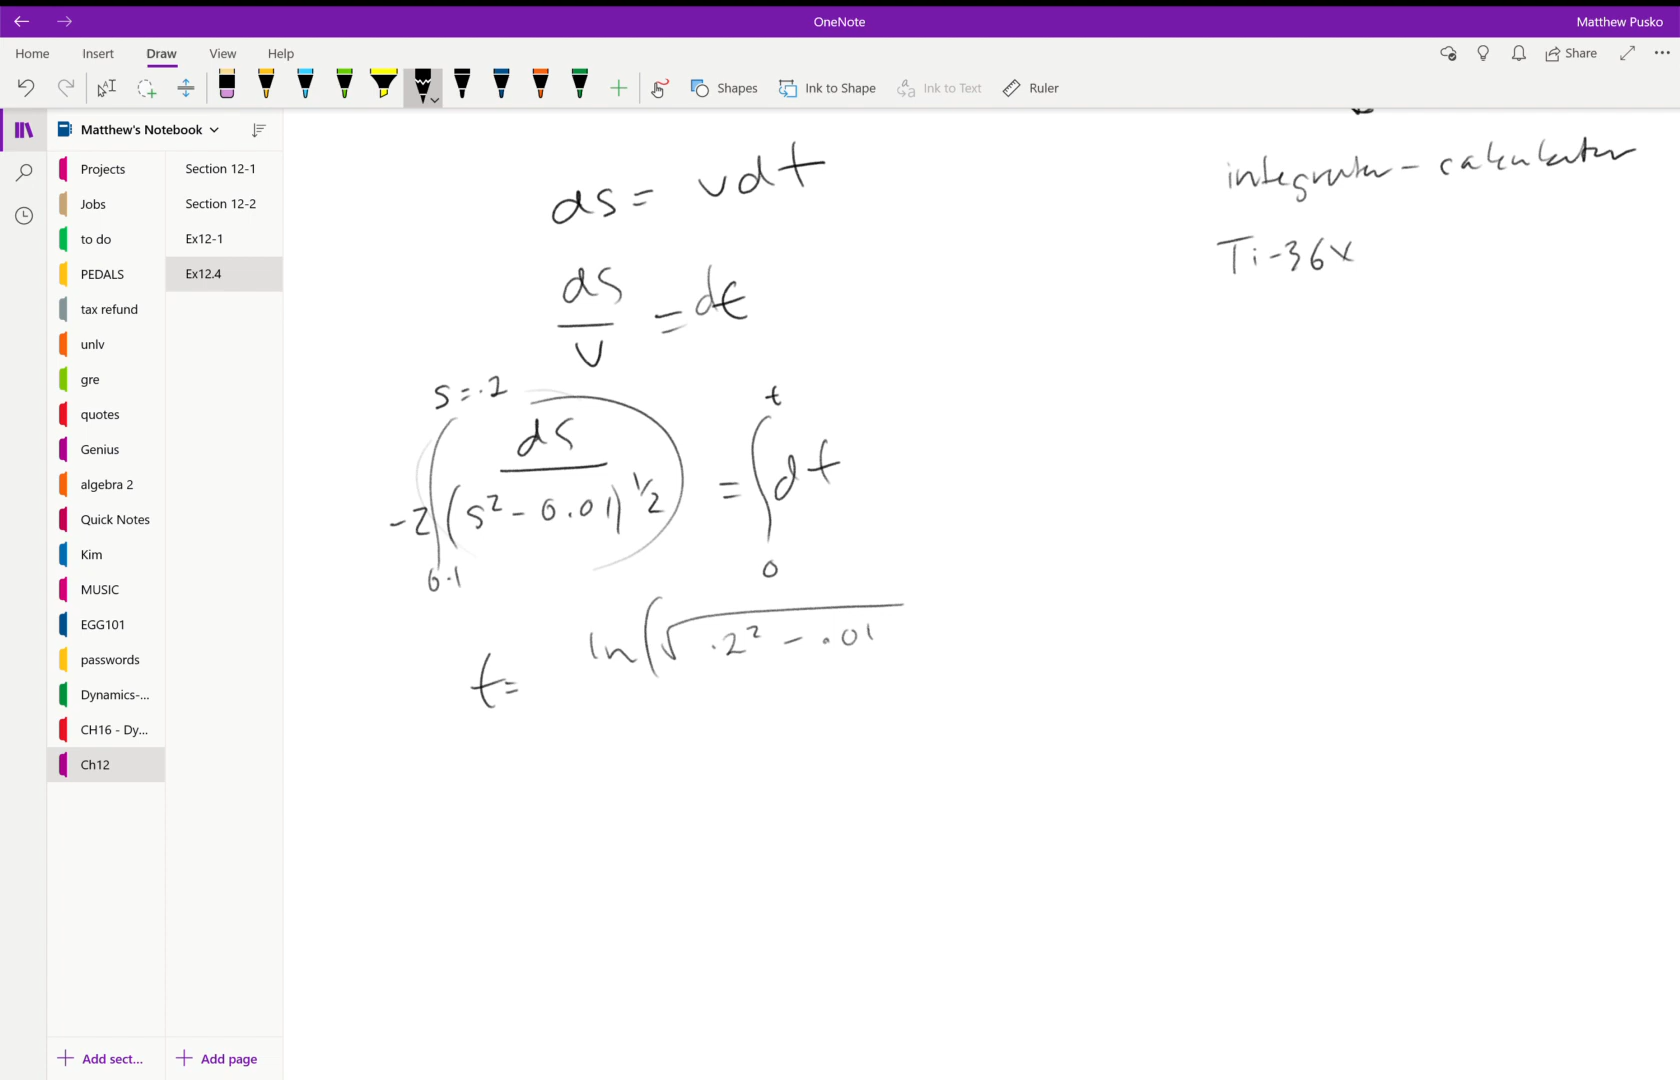 OneNote
Matthew Pusko
Home Insert Draw View Help
Share
Shapes Ink to Shape Ink to Text Ruler
Matthew's Notebook
Projects
Jobs
to do
PEDALS
tax refund
unlv
gre
quotes
Genius
algebra 2
Quick Notes
Kim
MUSIC
EGG101
passwords
Dynamics-...
CH16 - Dy...
Ch12
Section 12-1
Section 12-2
Ex12-1
Ex12.4
Add sect...
Add page
ds = vdt
ds/v = dt
s = .2
-2 ∫ ds/(s² - 0.01)^1/2 = ∫ dt
0.1
t
0
t = ln(√.2² - .01
integrator - calculator
Ti-36x